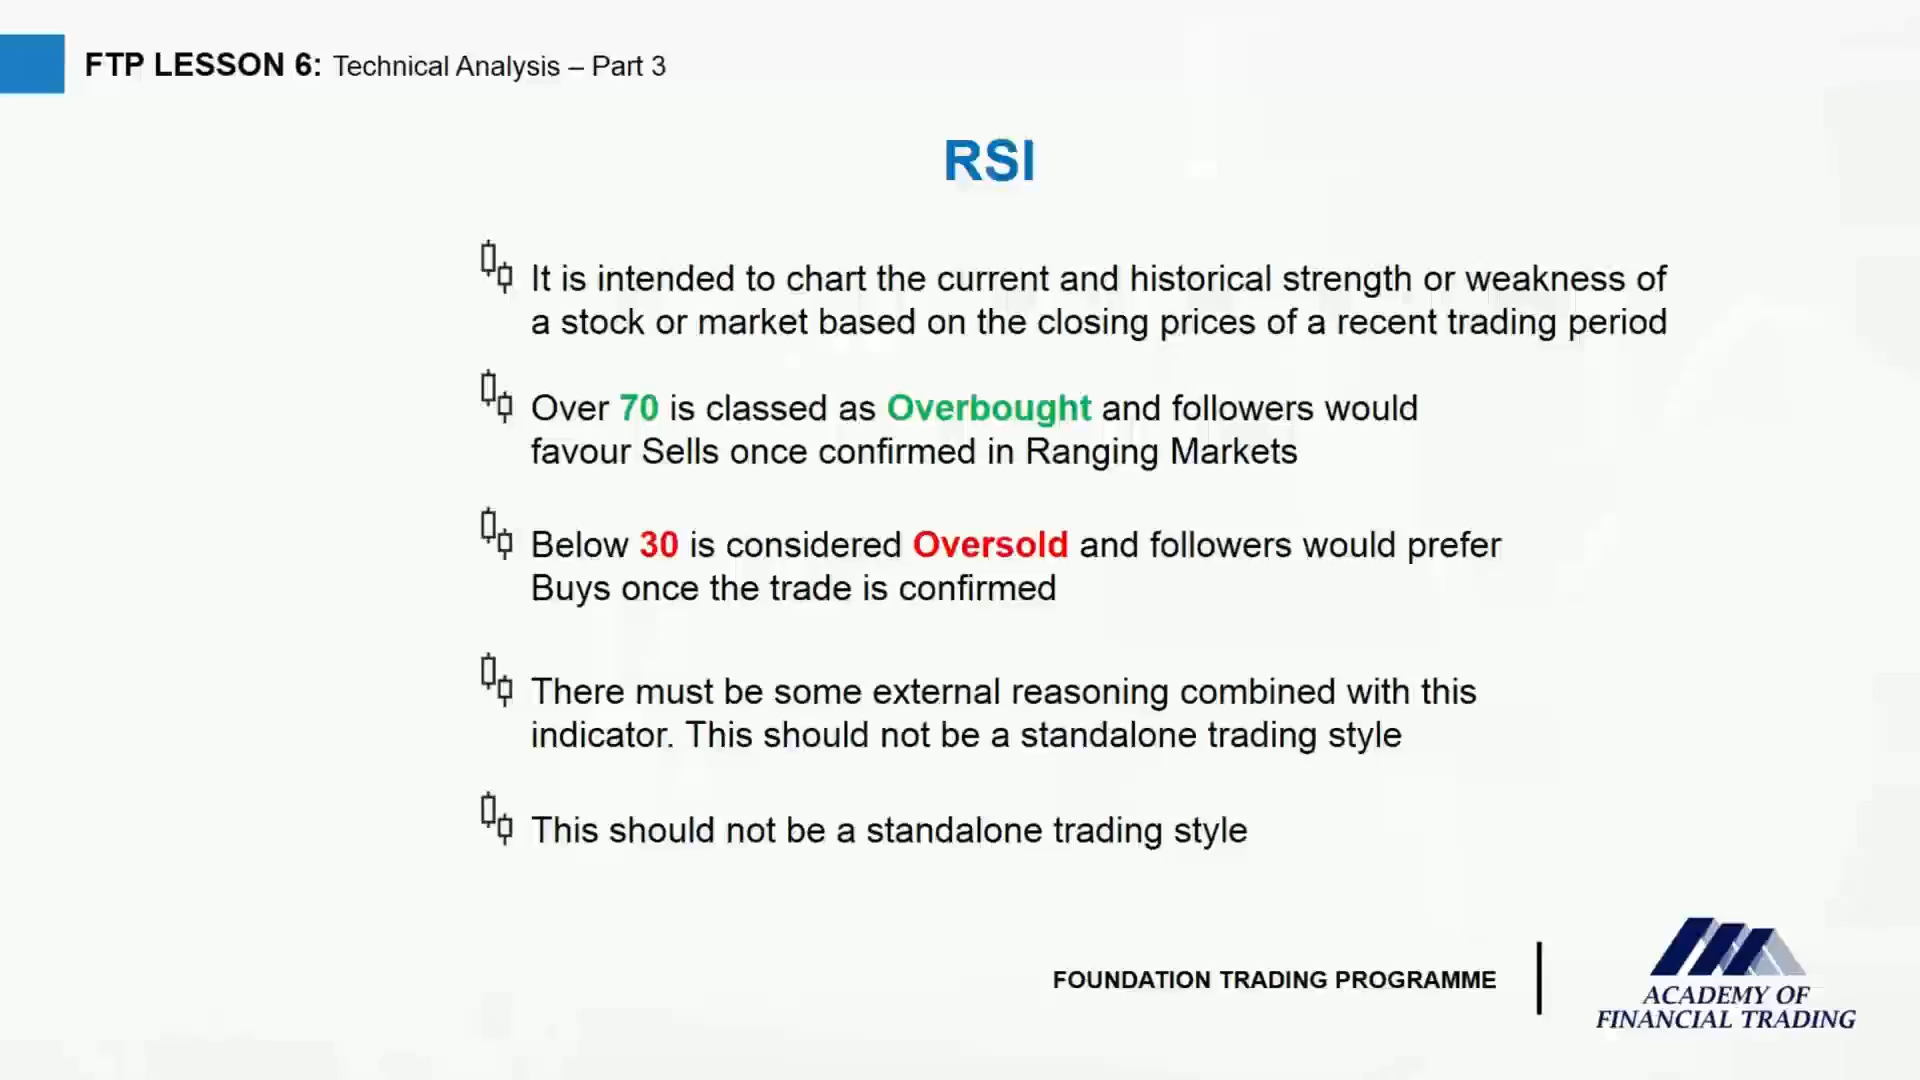 FTP LESSON 6: Technical Analysis – Part 3
RSI
It is intended to chart the current and historical strength or weakness of
a stock or market based on the closing prices of a recent trading period
Over 70 is classed as Overbought and followers would
favour Sells once confirmed in Ranging Markets
Below 30 is considered Oversold and followers would prefer
Buys once the trade is confirmed
There must be some external reasoning combined with this
indicator. This should not be a standalone trading style
This should not be a standalone trading style
FOUNDATION TRADING PROGRAMME
ACADEMY OF
FINANCIAL TRADING